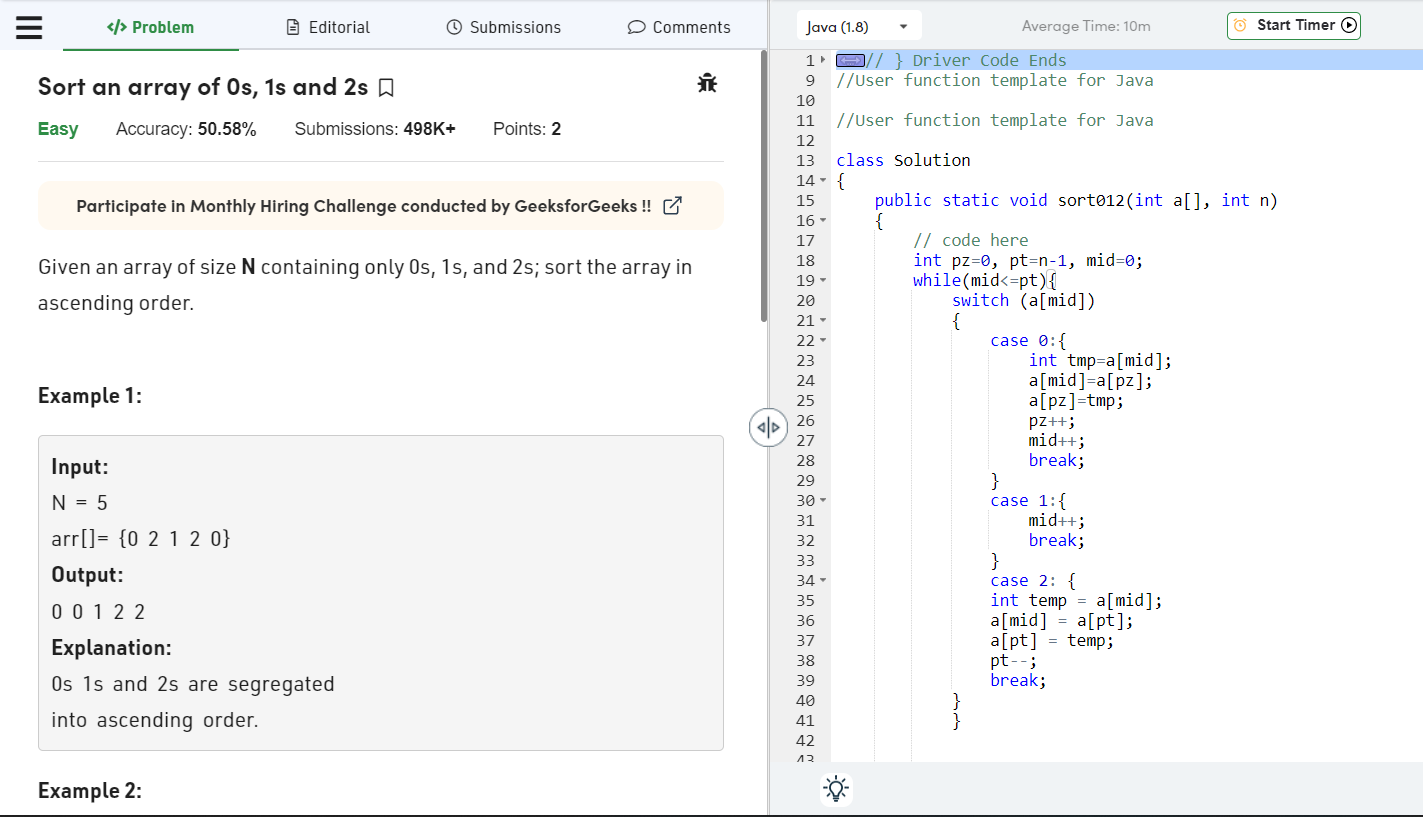 </> Problem
Editorial
Submissions
Comments
Sort an array of 0s, 1s and 2s
Easy Accuracy: 50.58% Submissions: 498K+ Points: 2
Participate in Monthly Hiring Challenge conducted by GeeksforGeeks !!
Given an array of size N containing only 0s, 1s, and 2s; sort the array in
ascending order.
Example 1:
Input:
N = 5
arr[]= {0 2 1 2 0}
Output:
0 0 1 2 2
Explanation:
0s 1s and 2s are segregated
into ascending order.
Example 2:
Java (1.8)
Average Time: 10m
Start Timer
1 // } Driver Code Ends
9 //User function template for Java
10
11 //User function template for Java
12
13 class Solution
14 {
15 public static void sort012(int a[], int n)
16 {
17 // code here
18 int pz=0, pt=n-1, mid=0;
19 while(mid<=pt){
20 switch (a[mid])
21 {
22 case 0:{
23 int tmp=a[mid];
24 a[mid]=a[pz];
25 a[pz]=tmp;
26 pz++;
27 mid++;
28 break;
29 }
30 case 1:{
31 mid++;
32 break;
33 }
34 case 2: {
35 int temp = a[mid];
36 a[mid] = a[pt];
37 a[pt] = temp;
38 pt--;
39 break;
40 }
41 }
42
43